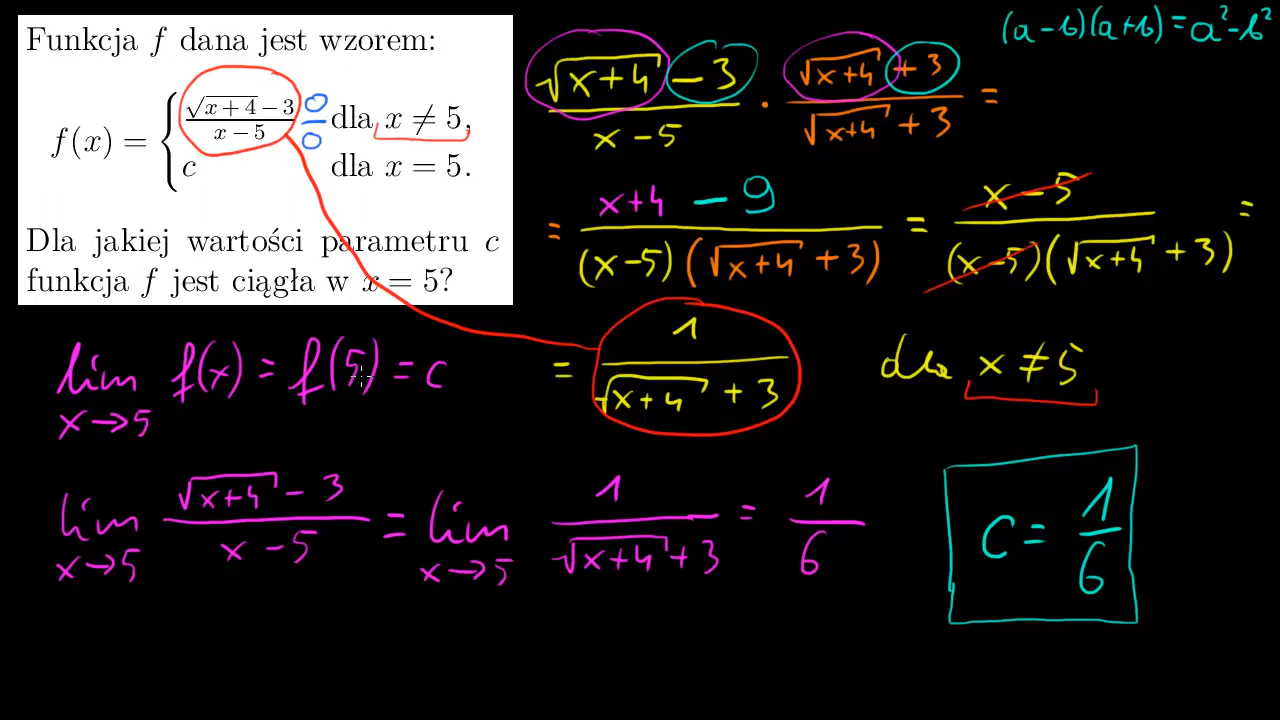 Funkcja f dana jest wzorem:
f(x) = { (√(x+4) − 3)/(x − 5) 0/0 dla x ≠ 5,
c dla x = 5.
Dla jakiej wartości parametru c
funkcja f jest ciągła w x = 5?
(a−b)(a+b) = a² − b²
(√(x+4) − 3)/(x − 5) · (√(x+4) + 3)/(√(x+4) + 3) =
= (x+4 − 9)/((x−5)(√(x+4) + 3)) = (x − 5)/((x−5)(√(x+4) + 3)) =
= 1/(√(x+4) + 3) dla x ≠ 5
lim x→5 f(x) = f(5) = c
lim x→5 (√(x+4) − 3)/(x − 5) = lim x→5 1/(√(x+4) + 3) = 1/6
C = 1/6